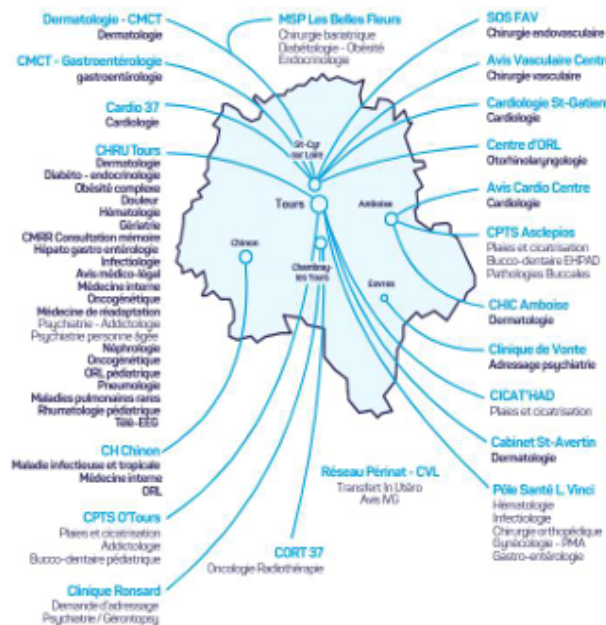 Dermatologie - CMCT
Dermatologie
CMCT - Gastroentérologie
gastroentérologie
Cardio 37
Cardiologie
CHRU Tours
Dermatologie
Diabéto - endocrinologie
Obésité complexe
Douleur
Hématologie
Gériatrie
CMRR Consultation mémoire
Hépato gastro entérologie
Infectiologie
Avis médico-légal
Médecine interne
Oncogénétique
Médecine de réadaptation
Psychiatrie - Addictologie
Psychiatrie personne âgée
Néphrologie
Oncogénétique
ORL pédiatrique
Pneumologie
Maladies pulmonaires rares
Rhumatologie pédiatrique
Télé-EEG
CH Chinon
Maladie infectieuse et tropicale
Médecine interne
ORL
CPTS O'Tours
Plaies et cicatrisation
Addictologie
Bucco-dentaire pédiatrique
Clinique Ronsard
Demande d'adressage
Psychiatrie / Gérontopsy
MSP Les Belles Fleurs
Chirurgie bariatrique
Diabétologie - Obésité
Endocrinologie
St-Cyr
sur Loire
Tours
Amboise
Chinon
Chambray-
les Tours
Esvres
Réseau Périnat - CVL
Transfert In Utéro
Avis IVG
CORT 37
Oncologie Radiothérapie
SOS FAV
Chirurgie endovasculaire
Avis Vasculaire Centre
Chirurgie vasculaire
Cardiologie St-Gatien
Cardiologie
Centre d'ORL
Otorhinolaryngologie
Avis Cardio Centre
Cardiologie
CPTS Asclepios
Plaies et cicatrisation
Bucco-dentaire EHPAD
Pathologies Buccales
CHIC Amboise
Dermatologie
Clinique de Vontes
Adressage psychiatrie
CICAT'HAD
Plaies et cicatrisation
Cabinet St-Avertin
Dermatologie
Pôle Santé L. Vinci
Hématologie
Infectiologie
Chirurgie orthopédique
Gynécologie - PMA
Gastro-entérologie